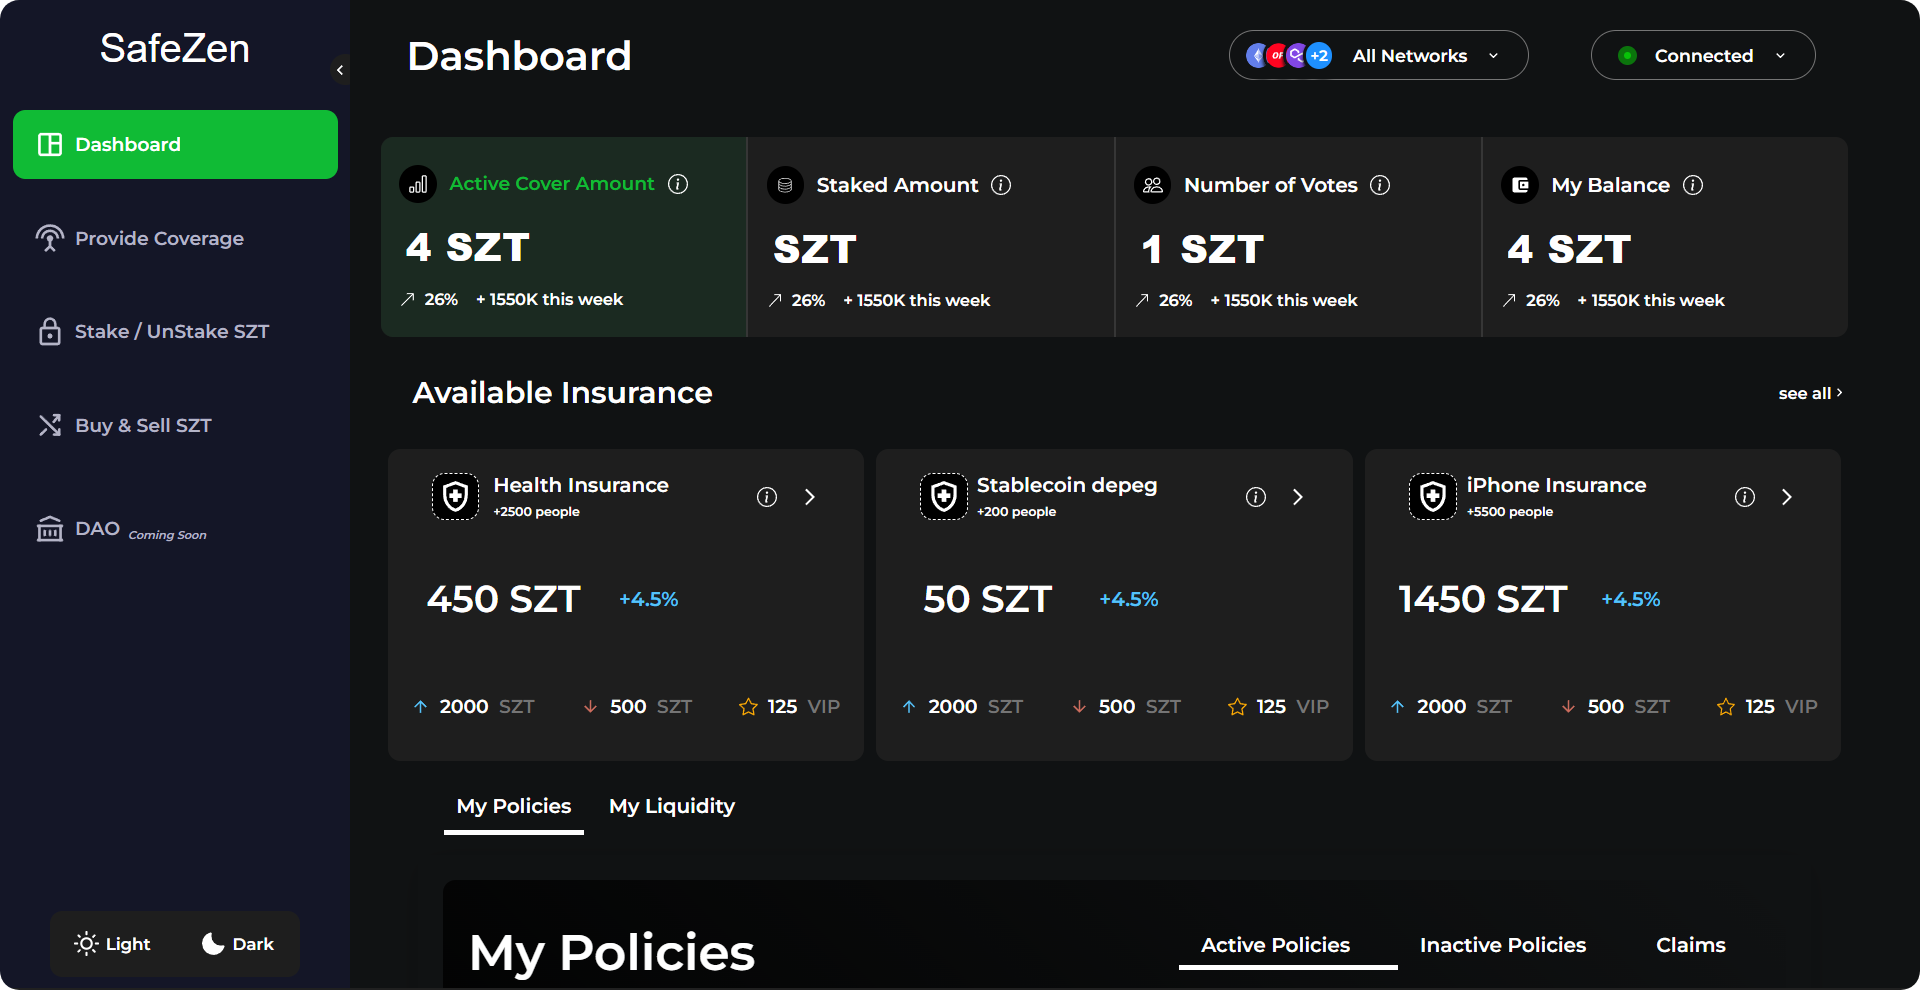 SafeZen
Dashboard
Provide Coverage
Stake / UnStake SZT
Buy & Sell SZT
DAO Coming Soon
Light Dark
Dashboard
OP +2 All Networks
Connected
Active Cover Amount
4 SZT
26% + 1550K this week
Staked Amount
SZT
26% + 1550K this week
Number of Votes
1 SZT
26% + 1550K this week
My Balance
4 SZT
26% + 1550K this week
Available Insurance
see all
Health Insurance
+2500 people
450 SZT +4.5%
2000 SZT 500 SZT 125 VIP
Stablecoin depeg
+200 people
50 SZT +4.5%
2000 SZT 500 SZT 125 VIP
iPhone Insurance
+5500 people
1450 SZT +4.5%
2000 SZT 500 SZT 125 VIP
My Policies My Liquidity
My Policies
Active Policies Inactive Policies Claims